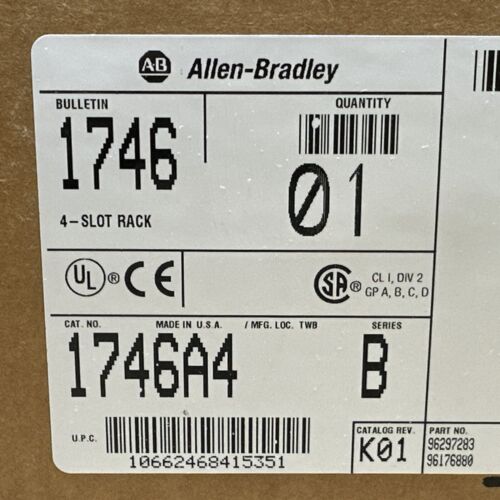 AB Allen-Bradley
BULLETIN QUANTITY
1746 01
4-SLOT RACK
UL ® CE SA ® CL I, DIV 2
GP A, B, C, D
CAT. NO. MADE IN U.S.A. / MFG. LOC. TWB SERIES
1746A4 B
U.P.C. 10662468415351
CATALOG REV. PART NO.
K01 96297283
96176880